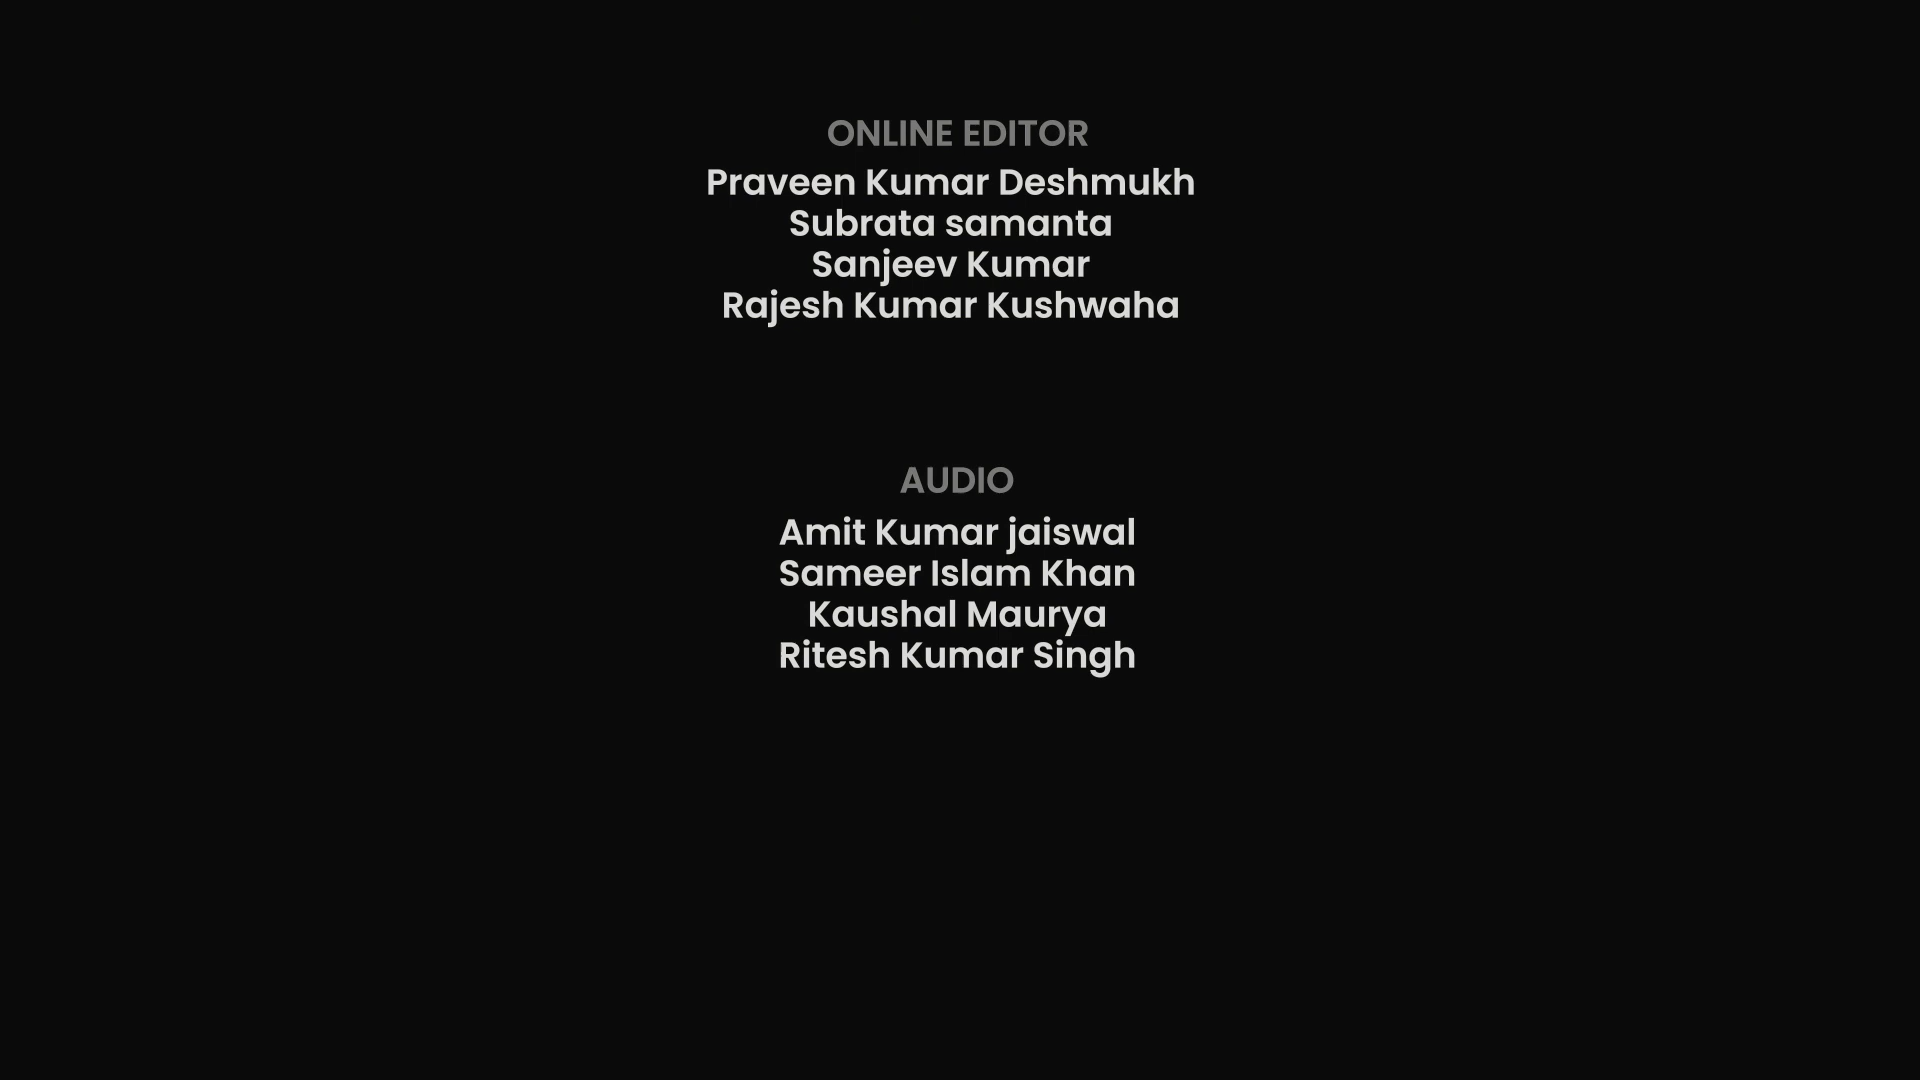 ONLINE EDITOR
Praveen Kumar Deshmukh
Subrata samanta
Sanjeev Kumar
Rajesh Kumar Kushwaha
AUDIO
Amit Kumar jaiswal
Sameer Islam Khan
Kaushal Maurya
Ritesh Kumar Singh